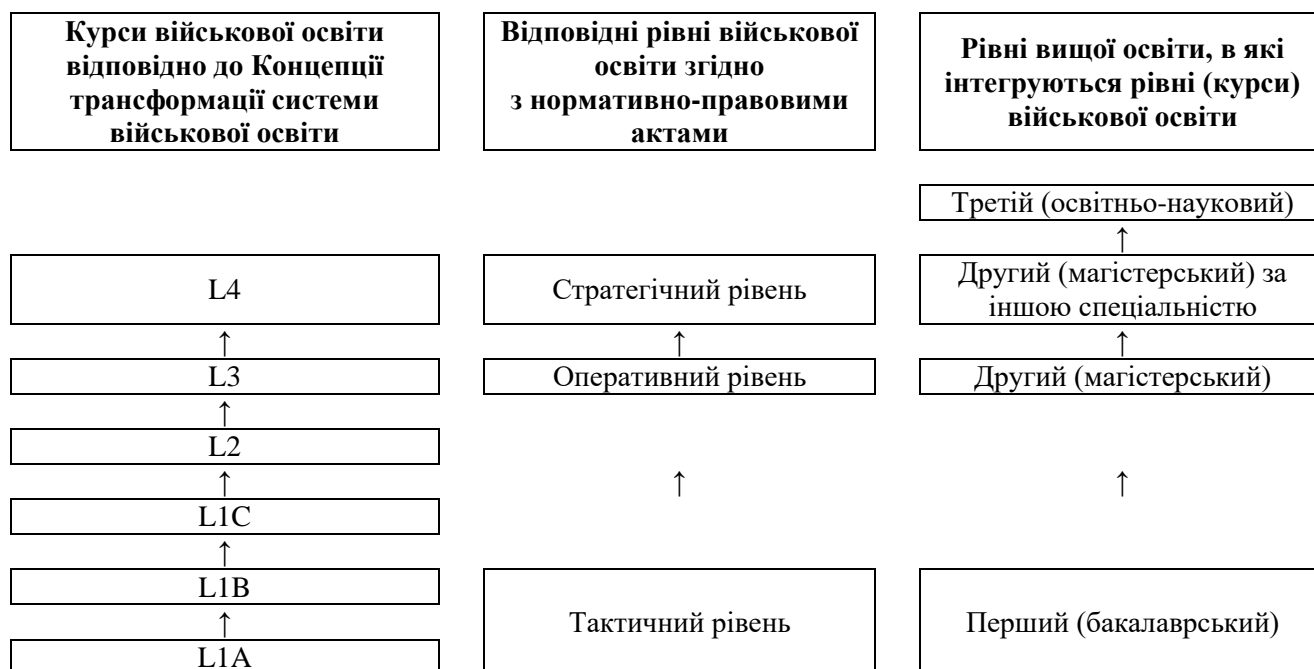 Курси військової освіти
відповідно до Концепції
трансформації системи
військової освіти
Відповідні рівні військової
освіти згідно
з нормативно-правовими
актами
Рівні вищої освіти, в які
інтегруються рівні (курси)
військової освіти
Третій (освітньо-науковий)
↑
L4
Стратегічний рівень
Другий (магістерський) за
іншою спеціальністю
↑ ↑ ↑
L3
Оперативний рівень
Другий (магістерський)
↑
L2
↑ ↑ ↑
L1C
↑
L1B
↑
L1A
Тактичний рівень
Перший (бакалаврський)